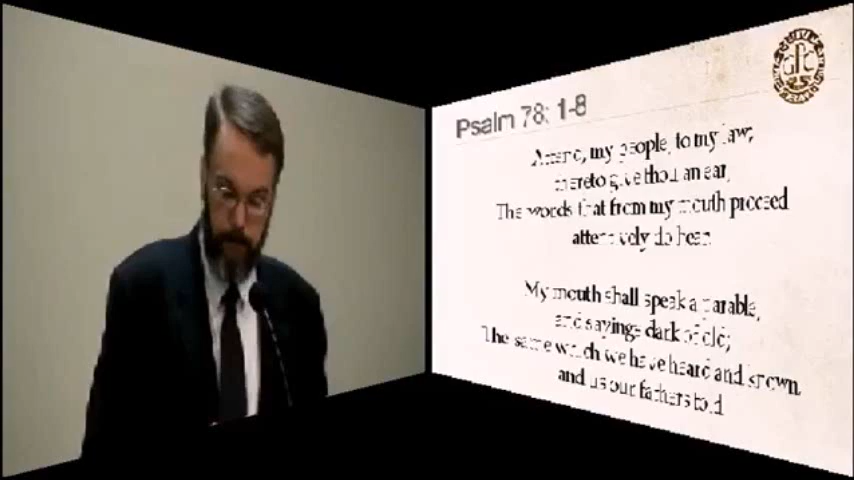 Psalm 78: 1-8
Attend, my people, to my law;
thereto give thou an ear;
The words that from my mouth proceed
attentively do hear.
My mouth shall speak a parable,
and sayings dark of old;
The same which we have heard and known
and us our fathers told.
GPC